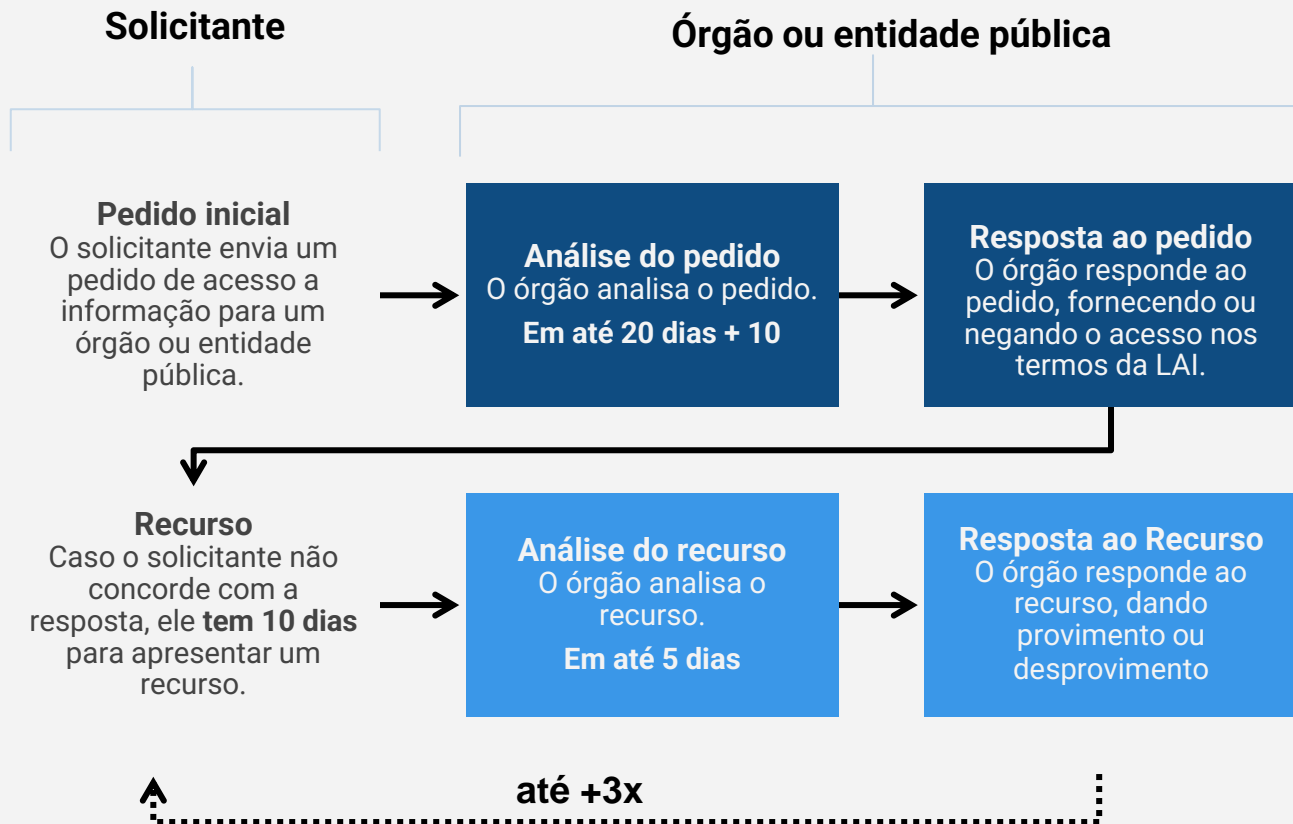 Solicitante
Órgão ou entidade pública
Pedido inicial
O solicitante envia um
pedido de acesso a
informação para um
órgão ou entidade
pública.
Análise do pedido
O órgão analisa o pedido.
Em até 20 dias + 10
Resposta ao pedido
O órgão responde ao
pedido, fornecendo ou
negando o acesso nos
termos da LAI.
Recurso
Caso o solicitante não
concorde com a
resposta, ele tem 10 dias
para apresentar um
recurso.
Análise do recurso
O órgão analisa o
recurso.
Em até 5 dias
Resposta ao Recurso
O órgão responde ao
recurso, dando
provimento ou
desprovimento
até +3x